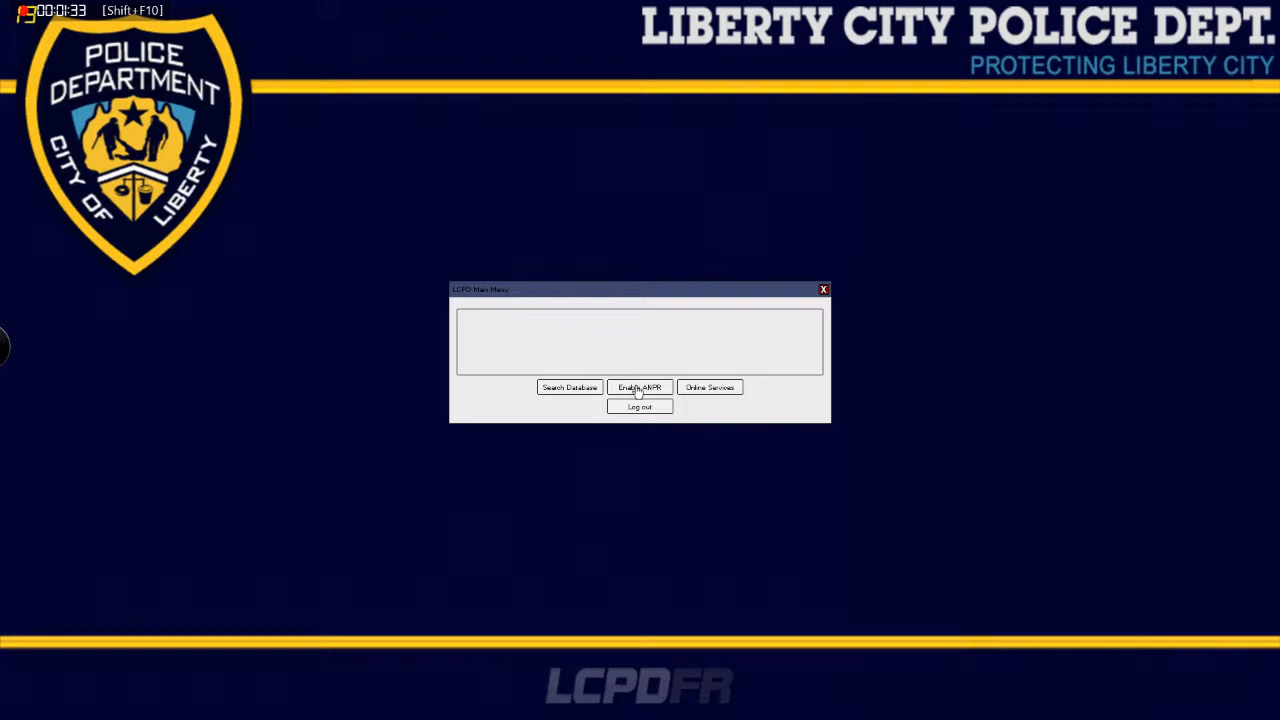 00:01:33 [Shift+F10]
LIBERTY CITY POLICE DEPT.
PROTECTING LIBERTY CITY
POLICE
DEPARTMENT
CITY OF LIBERTY
LCPD Main Menu
X
Search Database
Enable ANPR
Online Services
Log out
LCPDFR